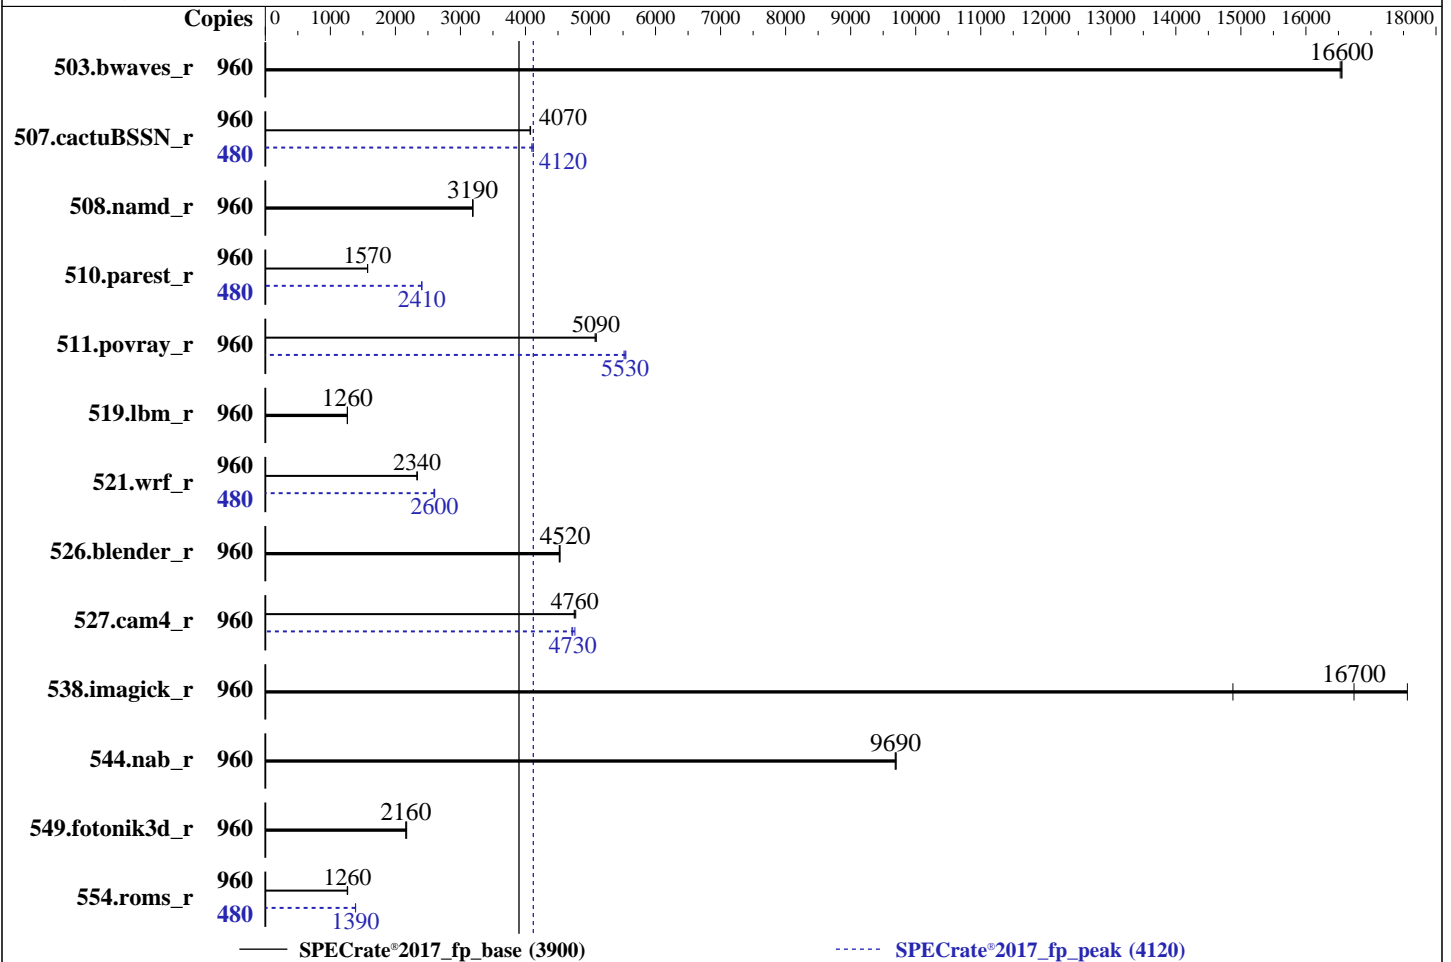 Copies 0 1000 2000 3000 4000 5000 6000 7000 8000 9000 10000 11000 12000 13000 14000 15000 16000 18000
503.bwaves_r 960 16600
507.cactuBSSN_r 960 4070
480 4120
508.namd_r 960 3190
510.parest_r 960 1570
480 2410
511.povray_r 960 5090
5530
519.lbm_r 960 1260
521.wrf_r 960 2340
480 2600
526.blender_r 960 4520
527.cam4_r 960 4760
4730
538.imagick_r 960 16700
544.nab_r 960 9690
549.fotonik3d_r 960 2160
554.roms_r 960 1260
480 1390
SPECrate®2017_fp_base (3900) SPECrate®2017_fp_peak (4120)